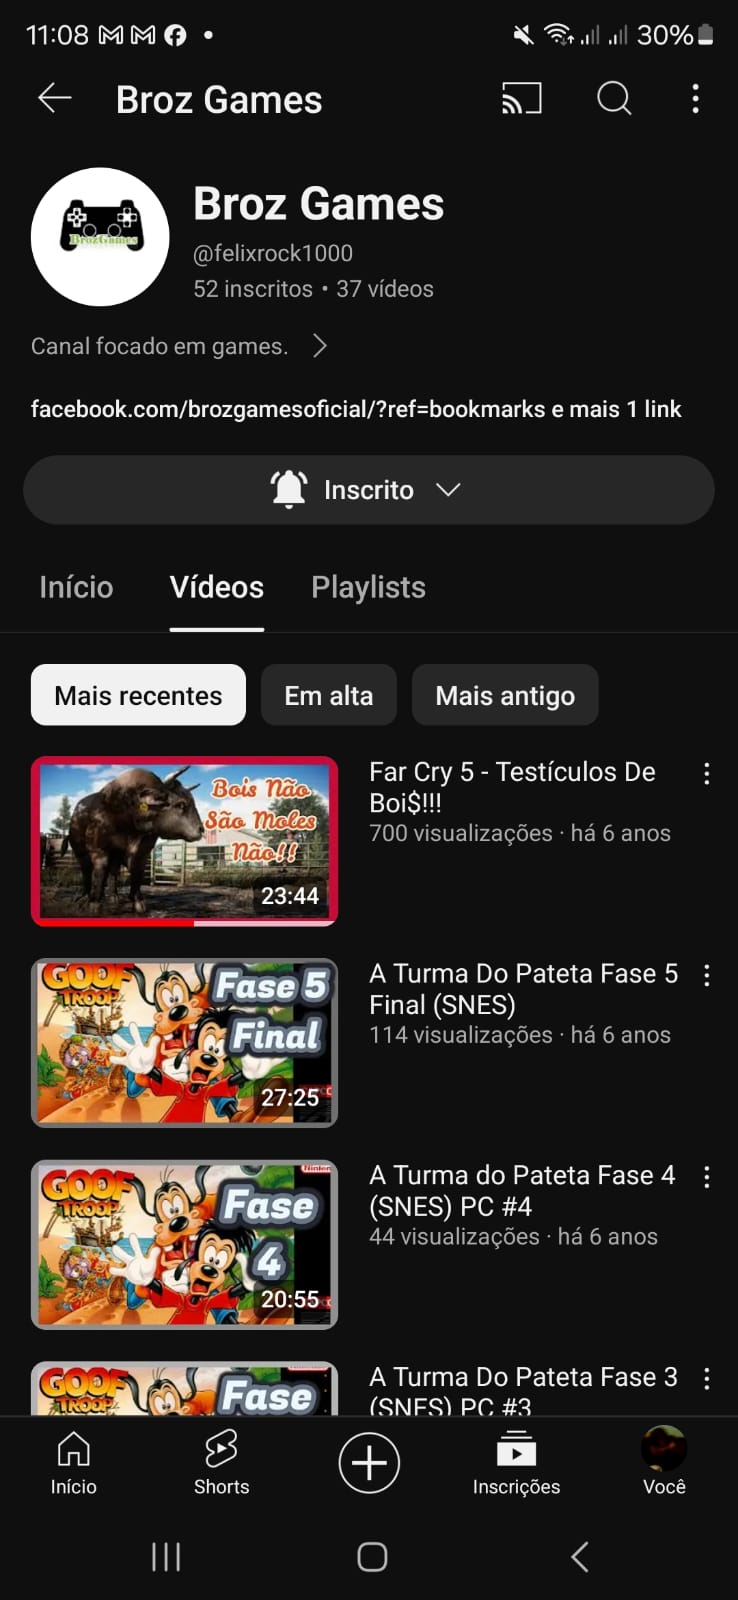 11:08
30%
Broz Games
BrozGames
Broz Games
@felixrock1000
52 inscritos • 37 vídeos
Canal focado em games.
facebook.com/brozgamesoficial/?ref=bookmarks e mais 1 link
Inscrito
Início Vídeos Playlists
Mais recentes Em alta Mais antigo
Bois Não
São Moles
Não!!
23:44
Far Cry 5 - Testículos De
Boi$!!!
700 visualizações · há 6 anos
GOOF
TROOP
Fase 5
Final
27:25
A Turma Do Pateta Fase 5
Final (SNES)
114 visualizações · há 6 anos
GOOF
TROOP
Fase
4
20:55
A Turma do Pateta Fase 4
(SNES) PC #4
44 visualizações · há 6 anos
GOOF
TROOP
Fase
A Turma Do Pateta Fase 3
(SNES) PC #3
Início Shorts Inscrições Você